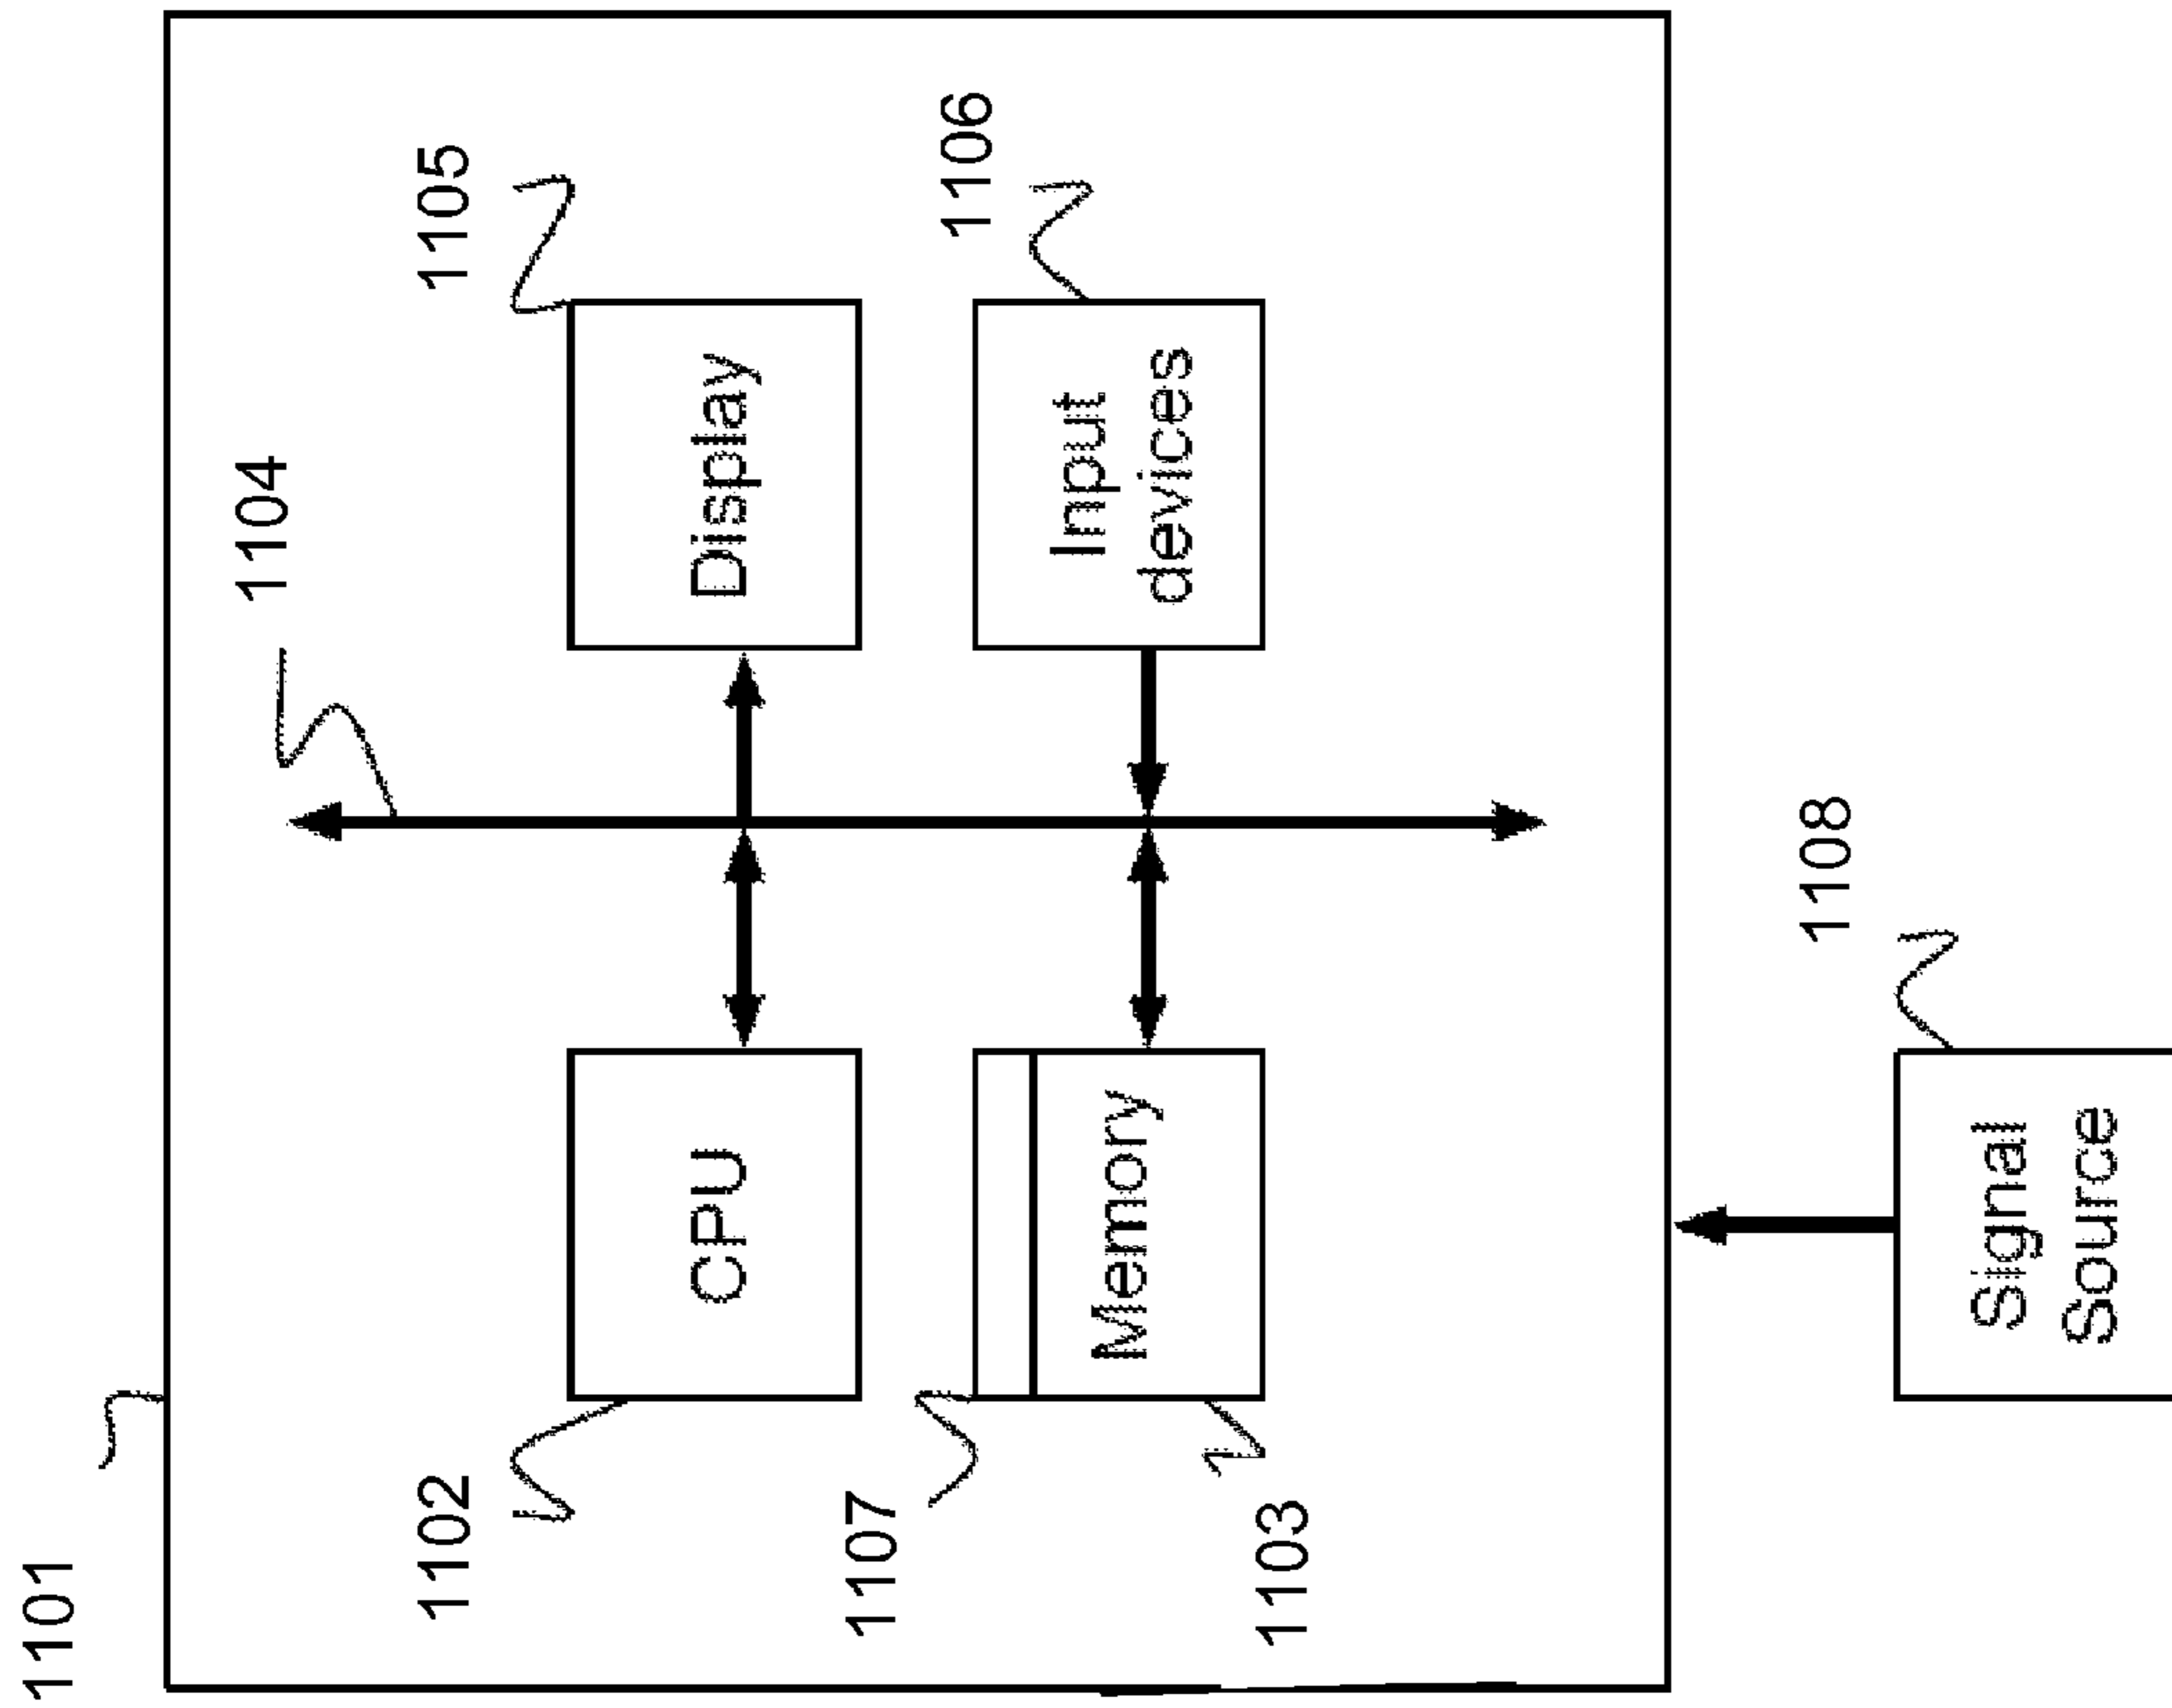 1101
1104
1102
1105
CPU
Display
1107
1106
Memory
Input
devices
1103
1108
Signal
Source